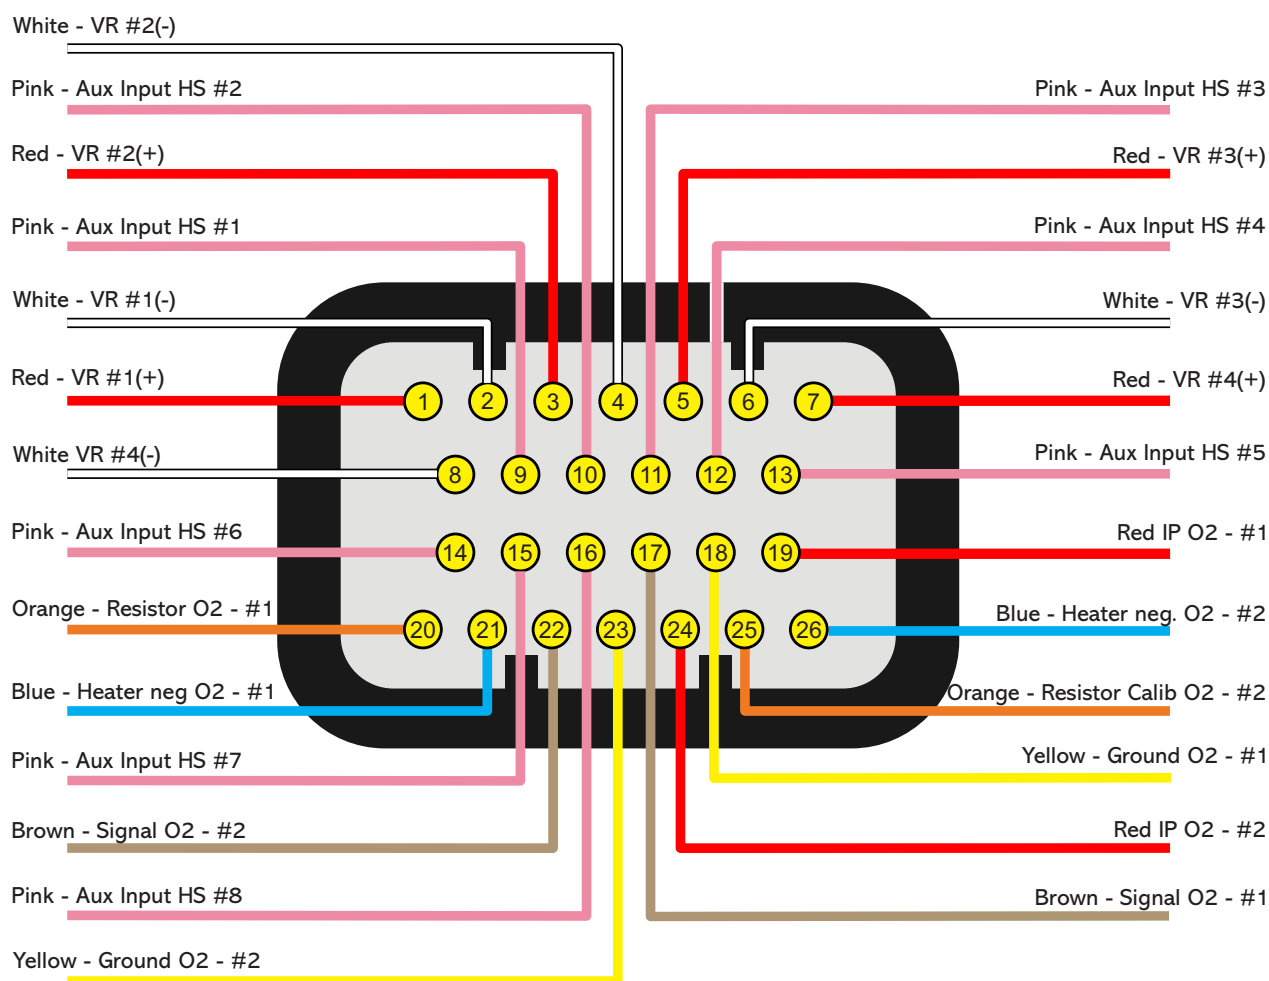 White - VR #2(-)
Pink - Aux Input HS #2
Pink - Aux Input HS #3
Red - VR #2(+)
Red - VR #3(+)
Pink - Aux Input HS #1
Pink - Aux Input HS #4
White - VR #1(-)
White - VR #3(-)
Red - VR #1(+)
Red - VR #4(+)
1 2 3 4 5 6 7
White VR #4(-)
Pink - Aux Input HS #5
8 9 10 11 12 13
Pink - Aux Input HS #6
Red IP O2 - #1
14 15 16 17 18 19
Orange - Resistor O2 - #1
Blue - Heater neg. O2 - #2
20 21 22 23 24 25 26
Blue - Heater neg O2 - #1
Orange - Resistor Calib O2 - #2
Pink - Aux Input HS #7
Yellow - Ground O2 - #1
Brown - Signal O2 - #2
Red IP O2 - #2
Pink - Aux Input HS #8
Brown - Signal O2 - #1
Yellow - Ground O2 - #2